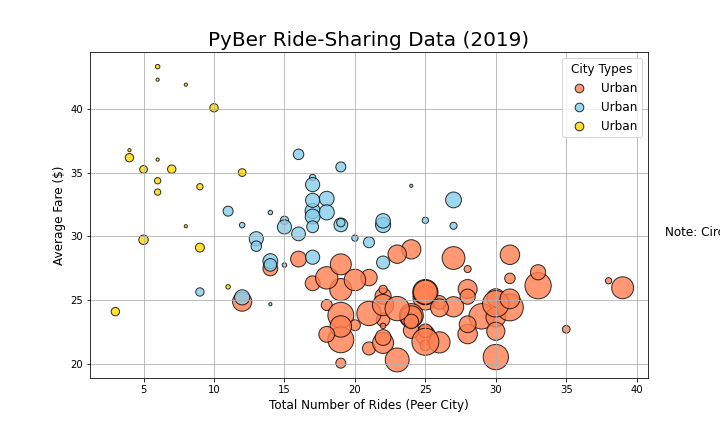 PyBer Ride-Sharing Data (2019)
City Types
Urban
Urban
Urban
Average Fare ($)
40
35
30
25
20
Note: Circ
5 10 15 20 25 30 35 40
Total Number of Rides (Peer City)